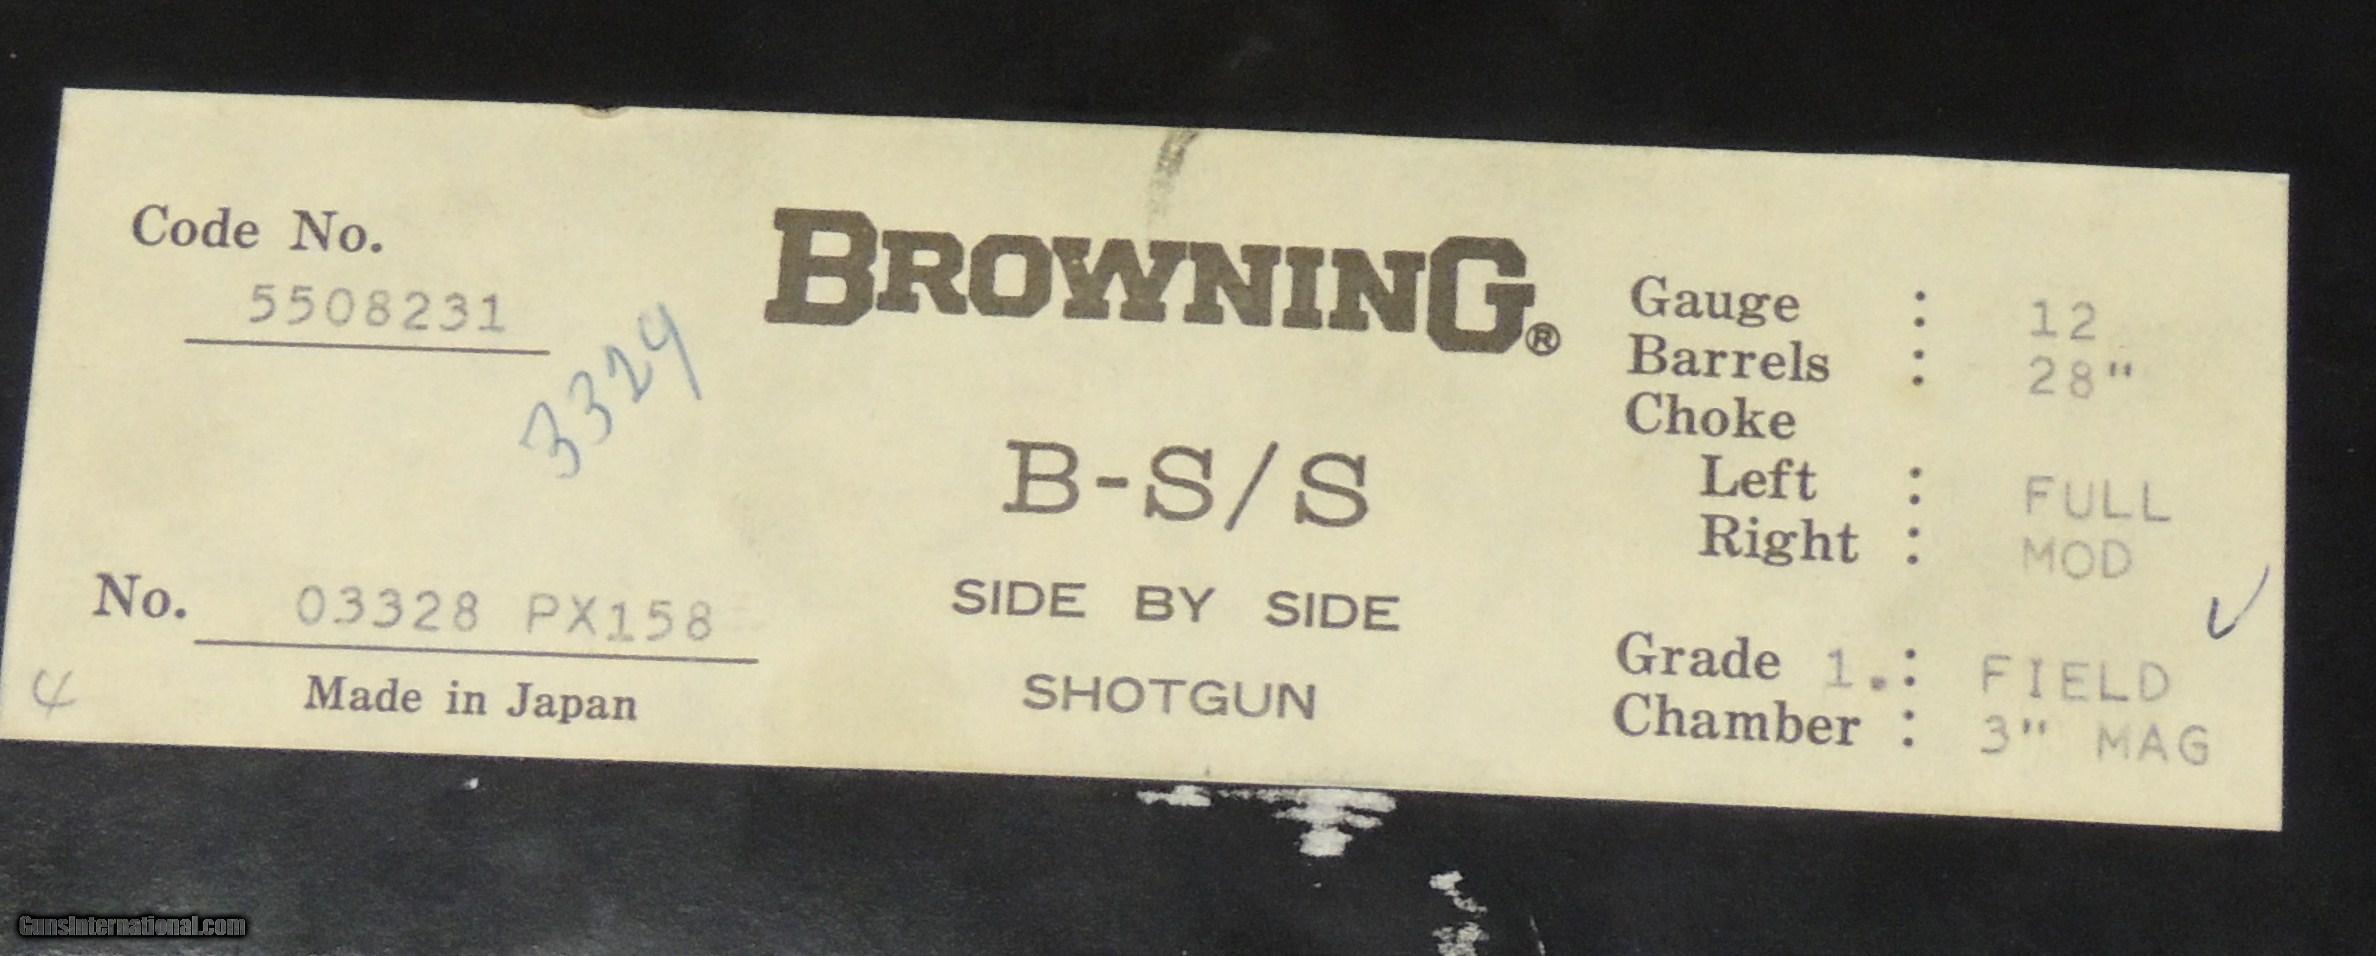 Code No.
5508231
3324
No. 03328 PX158
Made in Japan
4
BROWNING®
B-S/S
SIDE BY SIDE
SHOTGUN
Gauge : 12
Barrels : 28"
Choke
Left : FULL
Right : MOD
Grade 1. : FIELD
Chamber : 3" MAG
GunsInternational.com